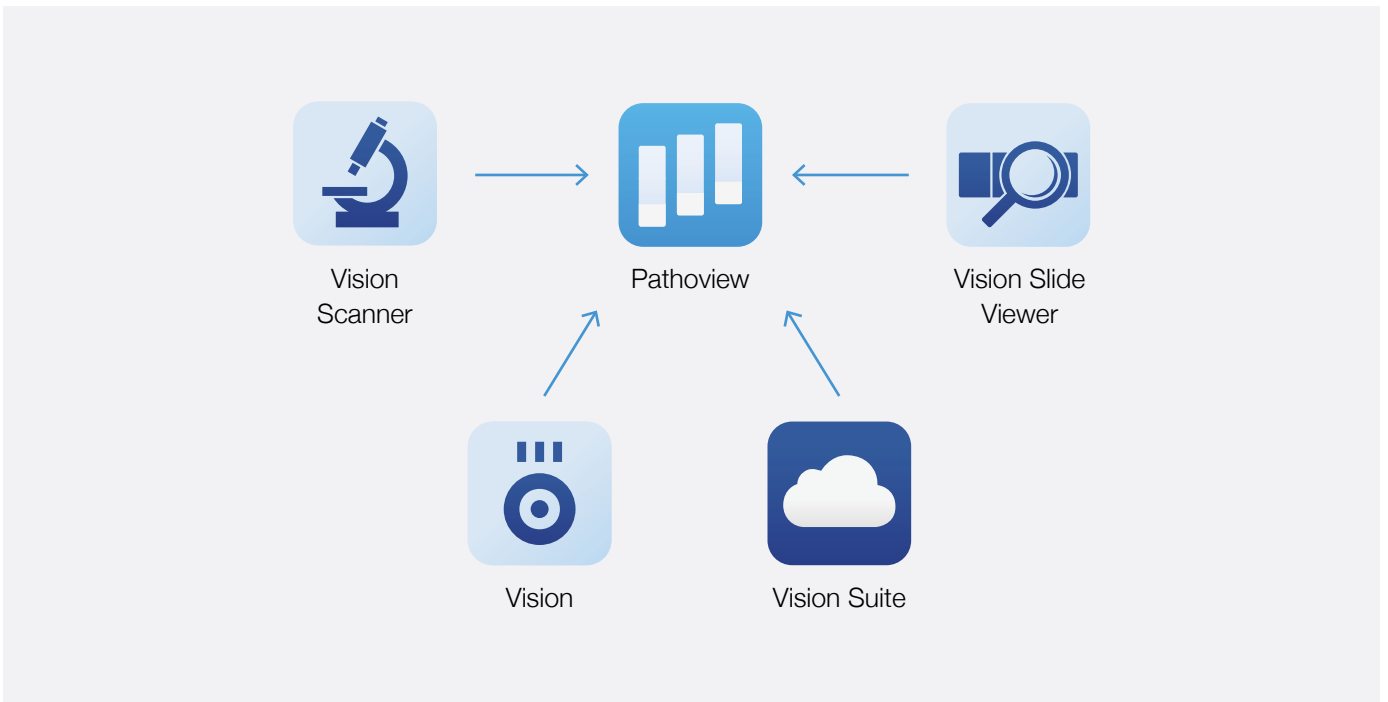 Vision
Scanner
Pathoview
Vision Slide
Viewer
Vision
Vision Suite